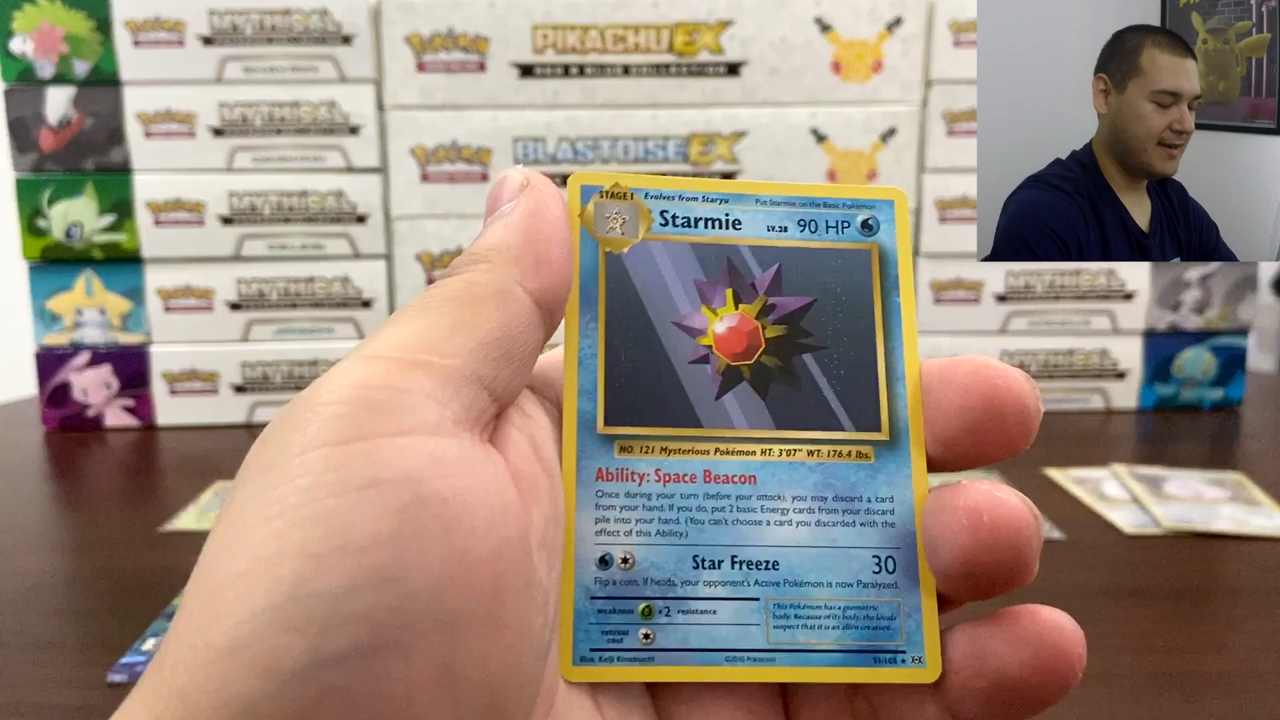 Pokémon
MYTHICAL
Pokémon
PIKACHU EX
Pokémon
MYTHICAL
Pokémon
BLASTOISE EX
Pokémon
MYTHICAL
Pokémon
MYTHICAL
Pokémon
MYTHICAL
Pokémon
MYTHICAL
MYTHICAL
STAGE 1 Evolves from Staryu Put Starmie on the Basic Pokémon
Starmie LV.28 90 HP
NO. 121 Mysterious Pokémon HT: 3'07" WT: 176.4 lbs.
Ability: Space Beacon
Once during your turn (before your attack), you may discard a card
from your hand. If you do, put 2 basic Energy cards from your discard
pile into your hand. (You can't choose a card you discarded with the
effect of this Ability.)
Star Freeze 30
Flip a coin. If heads, your opponent's Active Pokémon is now Paralyzed.
weakness ×2 resistance
retreat
cost
This Pokémon has a geometric
body. Because of its body, the locals
suspect that it is an alien creature.
Illus. Keiji Kinebuchi ©2016 Pokémon 31/108